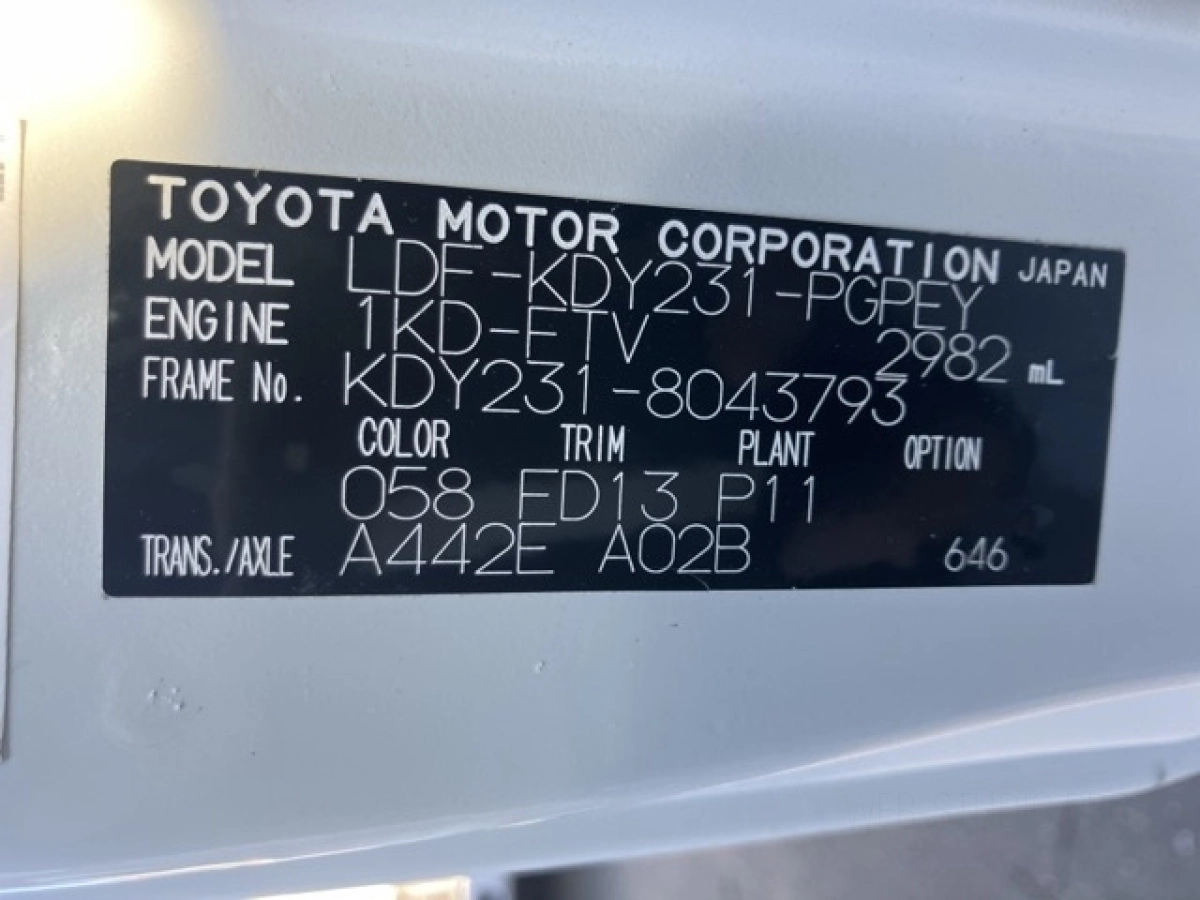 TOYOTA MOTOR CORPORATION JAPAN
MODEL LDF-KDY231-PGPEY
ENGINE 1KD-FTV 2982 mL
FRAME No. KDY231-8043793
COLOR TRIM PLANT OPTION
058 FD13 P11
TRANS./AXLE A442E A02B 646